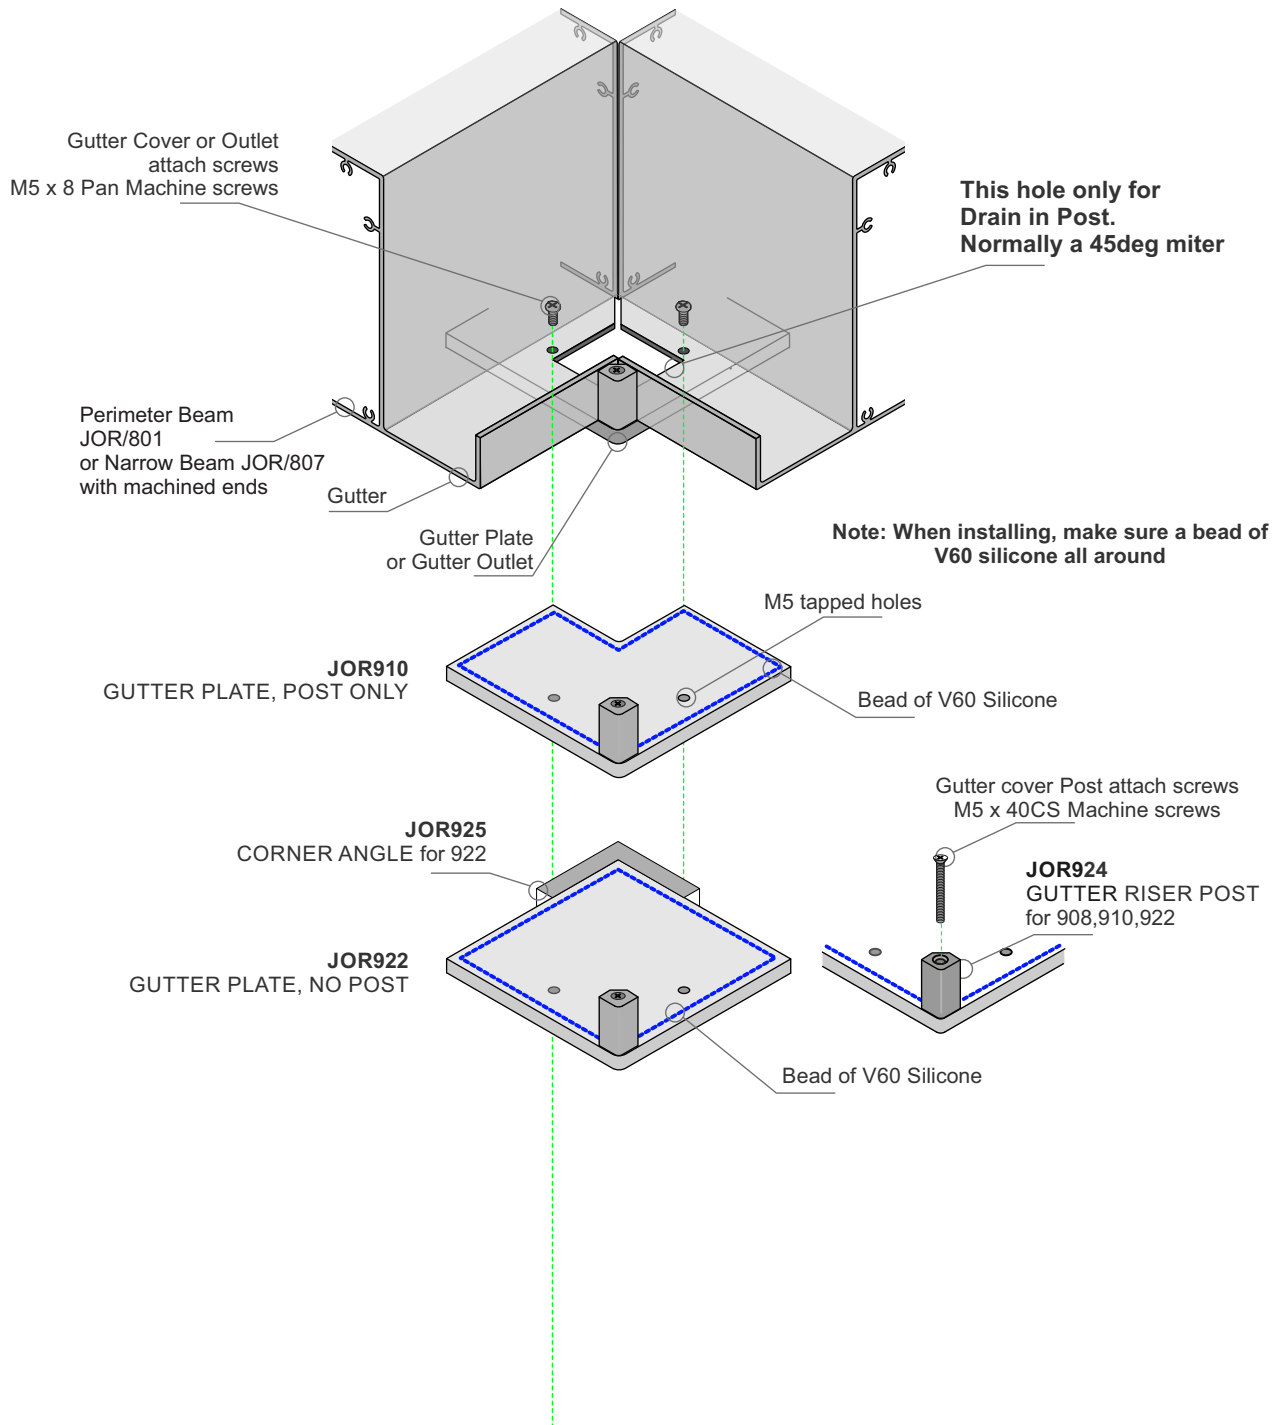 Gutter Cover or Outlet
attach screws
M5 x 8 Pan Machine screws
This hole only for
Drain in Post.
Normally a 45deg miter
Perimeter Beam
JOR/801
or Narrow Beam JOR/807
with machined ends
Gutter
Gutter Plate
or Gutter Outlet
Note: When installing, make sure a bead of
V60 silicone all around
M5 tapped holes
JOR910
GUTTER PLATE, POST ONLY
Bead of V60 Silicone
Gutter cover Post attach screws
M5 x 40CS Machine screws
JOR925
CORNER ANGLE for 922
JOR924
GUTTER RISER POST
for 908,910,922
JOR922
GUTTER PLATE, NO POST
Bead of V60 Silicone